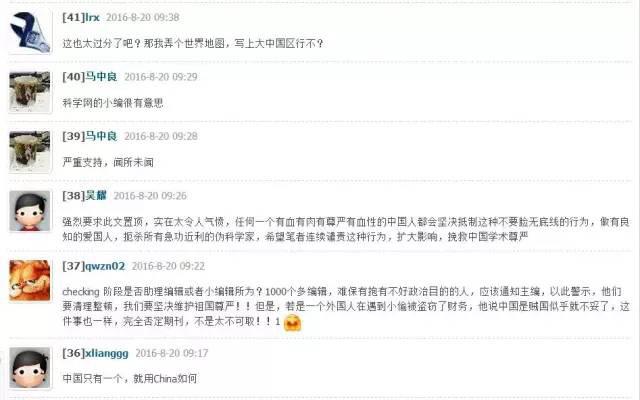 [41]lrx 2016-8-20 09:38
这也太过分了吧？那我弄个世界地图，写上大中国区行不？
[40]马中良 2016-8-20 09:29
科学网的小编很有意思
[39]马中良 2016-8-20 09:28
严重支持，闻所未闻
[38]吴耀 2016-8-20 09:26
强烈要求此文置顶，实在太令人气愤，任何一个有血有肉有尊严有血性的中国人都会坚决抵制这种不要脸无底线的行为，做有良
知的爱国人，扼杀所有急功近利的伪科学家，希望笔者连续谴责这种行为，扩大影响，挽救中国学术尊严
[37]qwzn02 2016-8-20 09:22
checking 阶段是否助理编辑或者小编辑所为？1000个多编辑，难保有抱有不好政治目的的人，应该通知主编，以此警示，他们
要清理整顿，我们要坚决维护祖国尊严！！但是，若是一个外国人在遇到小偷被盗窃了财务，他说中国是贼国似乎就不妥了，这
件事也一样，完全否定期刊，不是太不可取！！1
[36]xlianggg 2016-8-20 09:17
中国只有一个，就用China如何